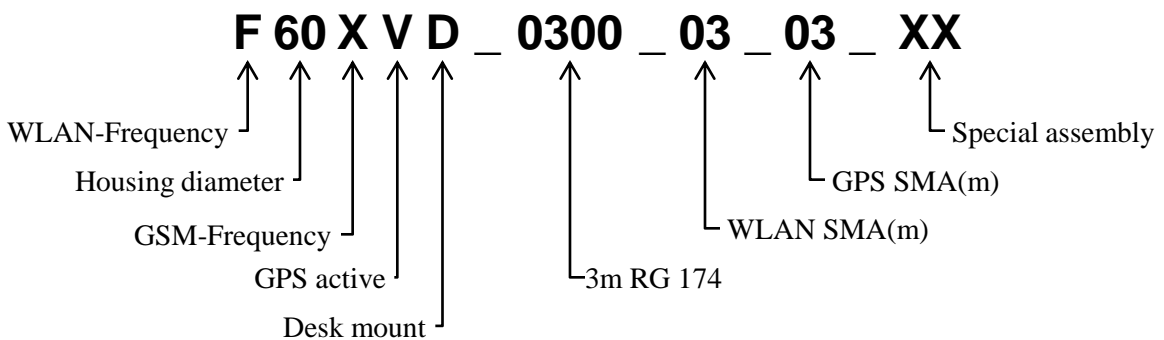 F 60 X V D _ 0300 _ 03 _ 03 _ XX
WLAN-Frequency
Special assembly
Housing diameter
GPS SMA(m)
GSM-Frequency
WLAN SMA(m)
GPS active
3m RG 174
Desk mount